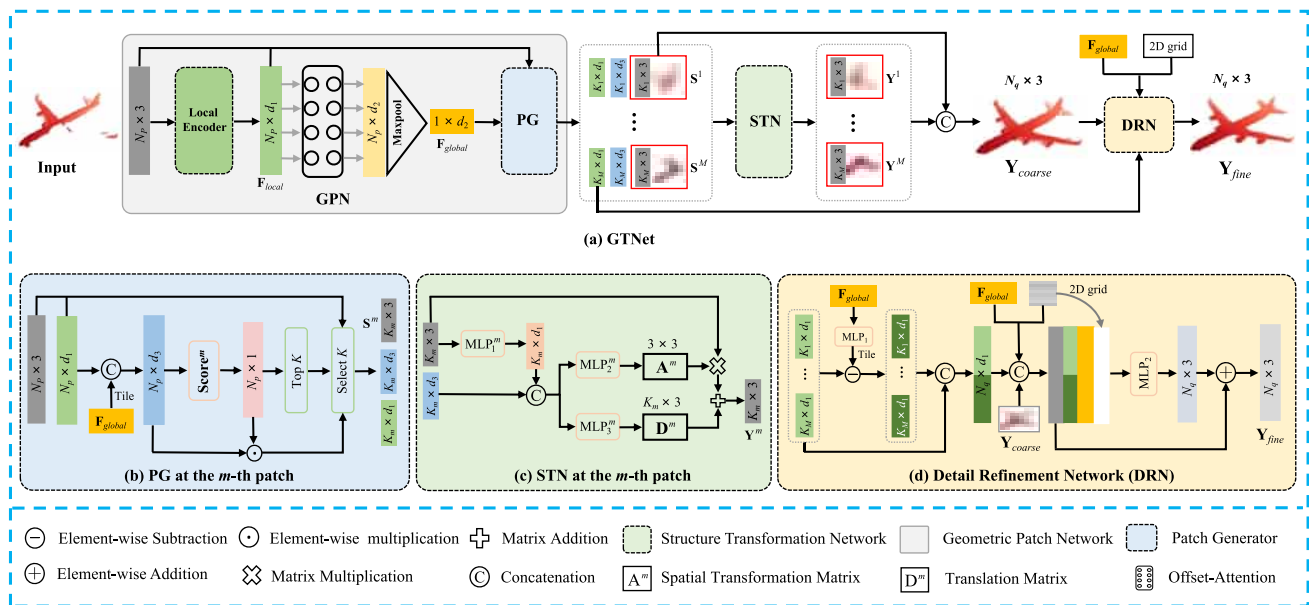 Input
N_P × 3
Local
Encoder
N_P × d_1
F_local
GPN
N_P × d_2
Maxpool
1 × d_2
F_global
PG
K_1 × d_1
K_1 × d_3
K_1 × 3
S^1
⋮
K_M × d_1
K_M × d_3
K_M × 3
S^M
STN
K_1 × 3
Y^1
⋮
K_M × 3
Y^M
C
N_q × 3
Y_coarse
F_global
2D grid
DRN
N_q × 3
Y_fine
(a) GTNet
N_P × 3
N_P × d_1
C
Tile
F_global
N_P × d_3
Score^m
N_P × 1
Top K
Select K
S^m
K_m × 3
K_m × d_3
K_m × d_1
(b) PG at the m-th patch
K_m × 3
K_m × d_3
MLP_1^m
K_m × d_1
C
MLP_2^m
3 × 3
A^m
MLP_3^m
K_m × 3
D^m
K_m × 3
Y^m
(c) STN at the m-th patch
K_1 × d_1
⋮
K_M × d_1
F_global
MLP_1
Tile
K_1 × d_1
⋮
K_M × d_1
C
N_q × d_1
F_global
2D grid
C
Y_coarse
MLP_2
N_q × 3
N_q × 3
Y_fine
(d) Detail Refinement Network (DRN)
Element-wise Subtraction
Element-wise multiplication
Matrix Addition
Structure Transformation Network
Geometric Patch Network
Patch Generator
Element-wise Addition
Matrix Multiplication
C Concatenation
A^m Spatial Transformation Matrix
D^m Translation Matrix
Offset-Attention